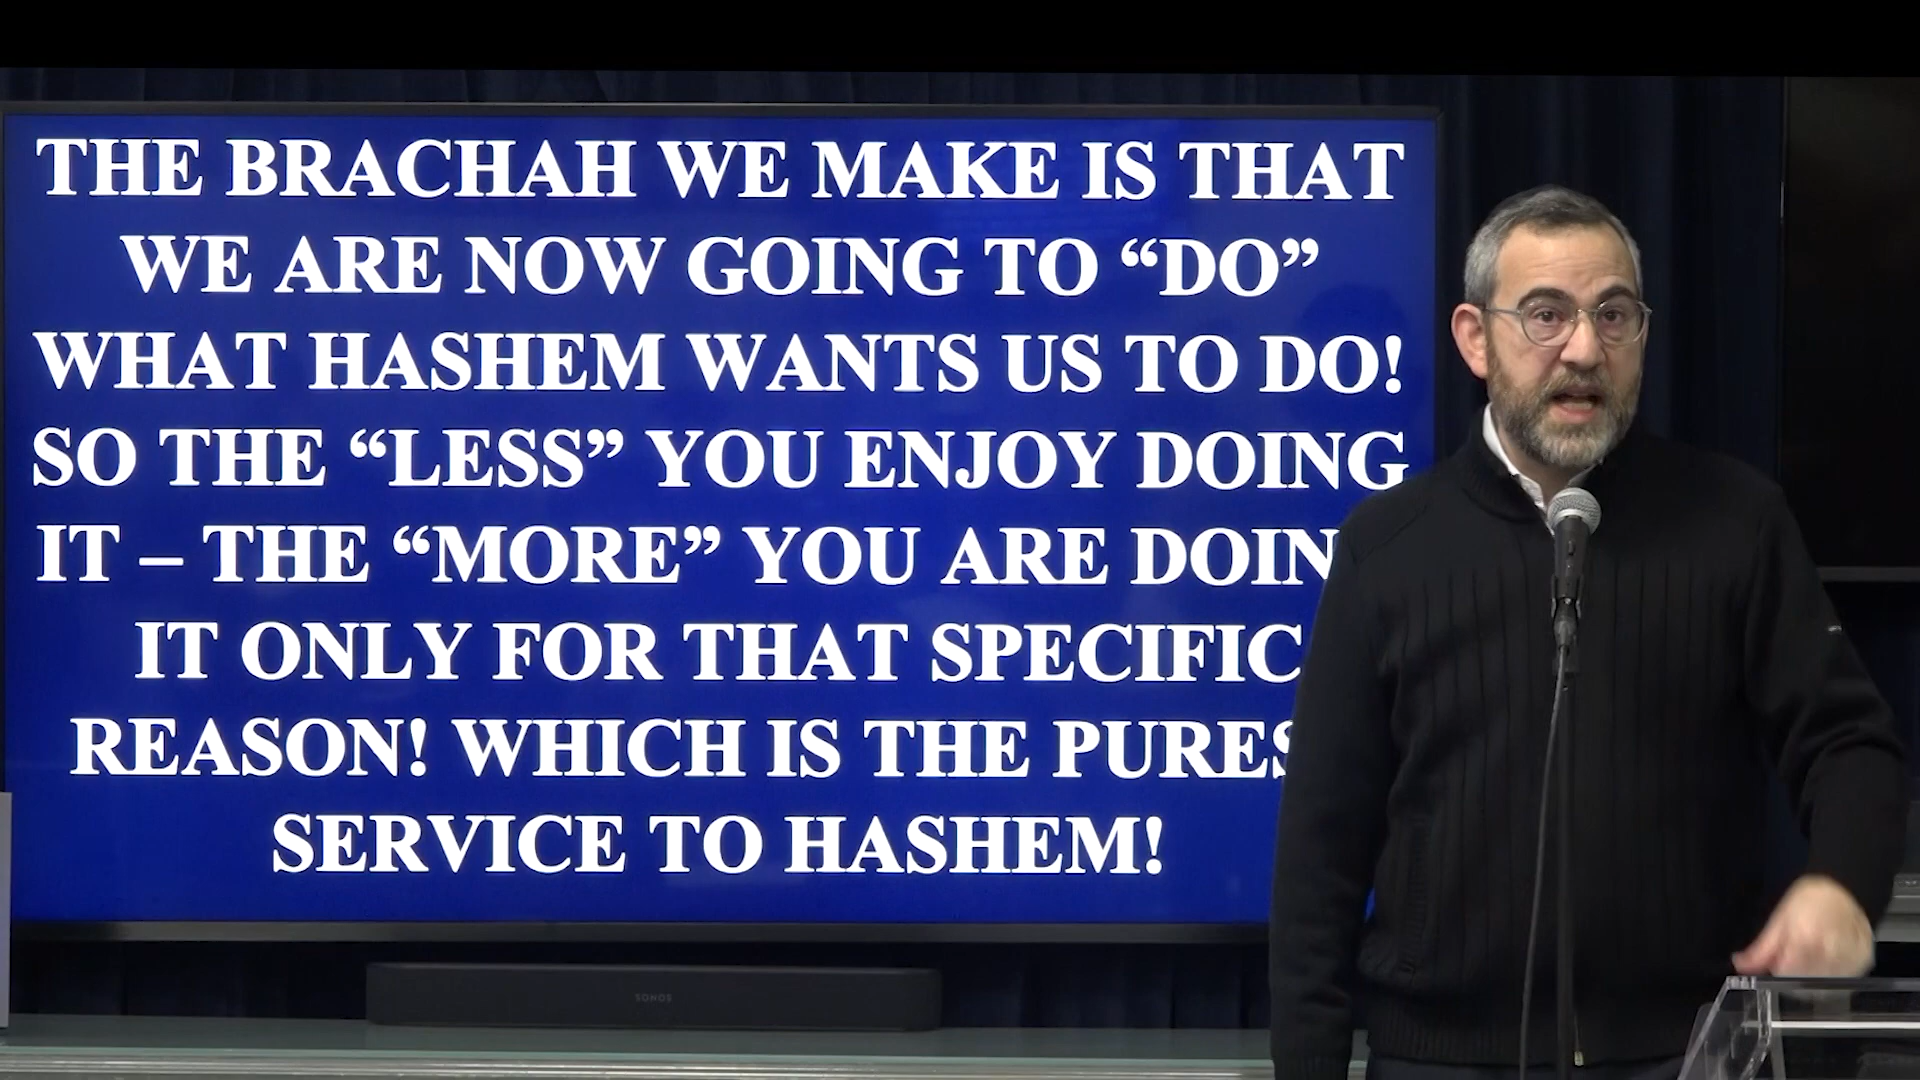 THE BRACHAH WE MAKE IS THAT
WE ARE NOW GOING TO “DO”
WHAT HASHEM WANTS US TO DO!
SO THE “LESS” YOU ENJOY DOING
IT – THE “MORE” YOU ARE DOIN
IT ONLY FOR THAT SPECIFIC
REASON! WHICH IS THE PURES
SERVICE TO HASHEM!
SONOS